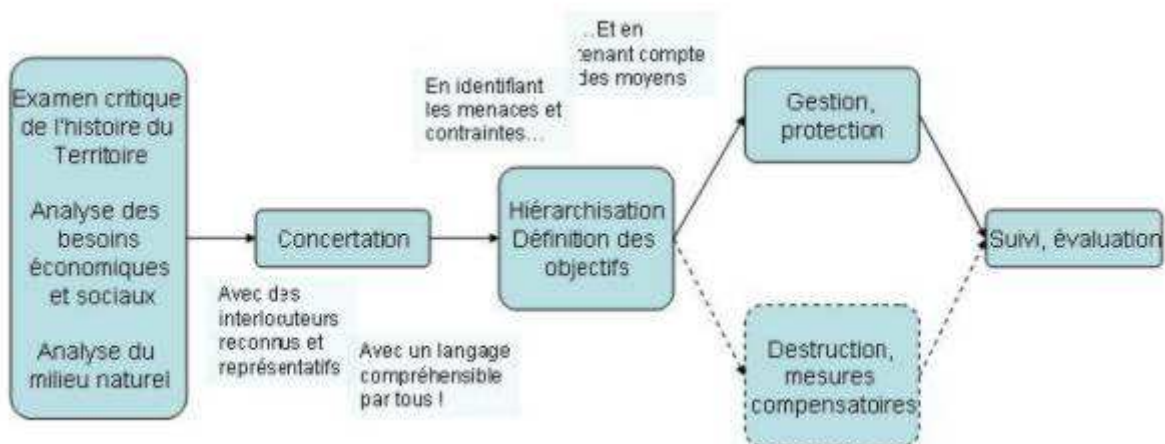 Examen critique
de l'histoire du
Territoire
Analyse des
besoins
économiques
et sociaux
Analyse du
milieu naturel
Concertation
Avec des
interlocuteurs
reconnus et
représentatifs
Avec un langage
compréhensible
par tous !
En identifiant
les menaces et
contraintes...
...Et en
tenant compte
des moyens
Hiérarchisation
Définition des
objectifs
Gestion,
protection
Destruction,
mesures
compensatoires
Suivi, évaluation